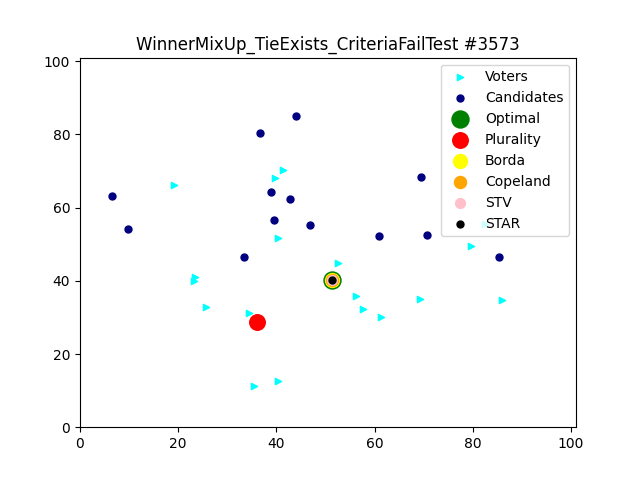 WinnerMixUp_TieExists_CriteriaFailTest #3573
100
80
60
40
20
0
0
20
40
60
80
100
Voters
Candidates
Optimal
Plurality
Borda
Copeland
STV
STAR